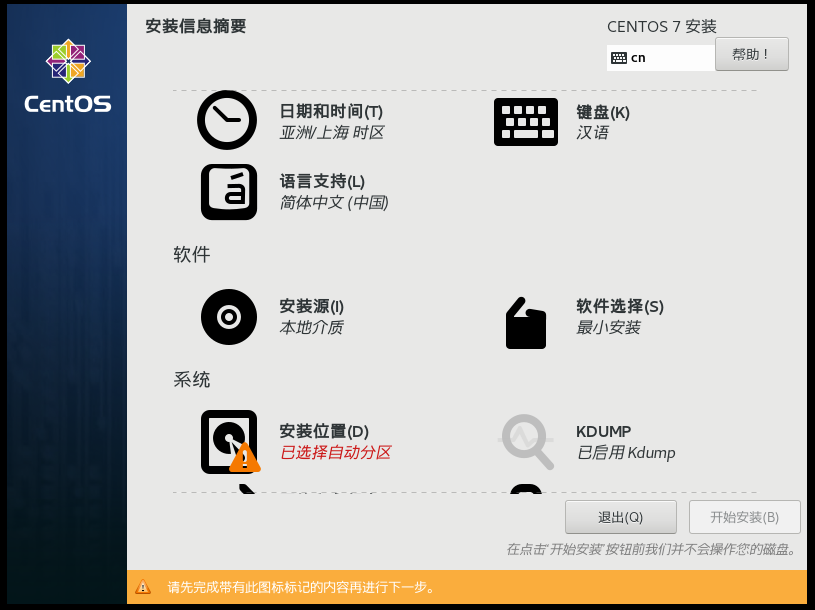 安装信息摘要
CENTOS 7 安装
cn
帮助！
CentOS
日期和时间(T)
亚洲/上海 时区
键盘(K)
汉语
语言支持(L)
简体中文 (中国)
软件
安装源(I)
本地介质
软件选择(S)
最小安装
系统
安装位置(D)
已选择自动分区
KDUMP
已启用 Kdump
退出(Q)
开始安装(B)
在点击'开始安装'按钮前我们并不会操作您的磁盘。
请先完成带有此图标标记的内容再进行下一步。